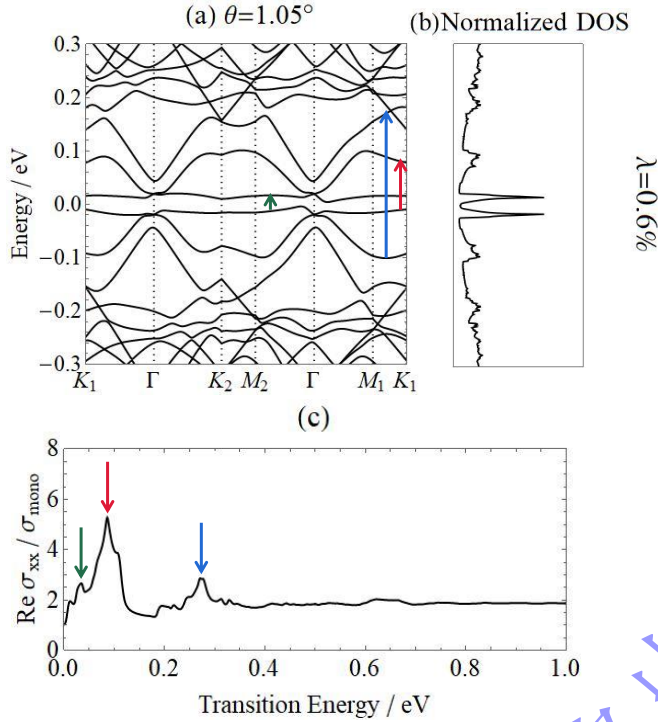 (a) θ=1.05°
(b)Normalized DOS
Energy / eV
0.3
0.2
0.1
0.0
−0.1
−0.2
−0.3
K1 Γ K2 M2 Γ M1 K1
λ=0.6%
(c)
Re σxx / σmono
8
6
4
2
0
0.0 0.2 0.4 0.6 0.8 1.0
Transition Energy / eV